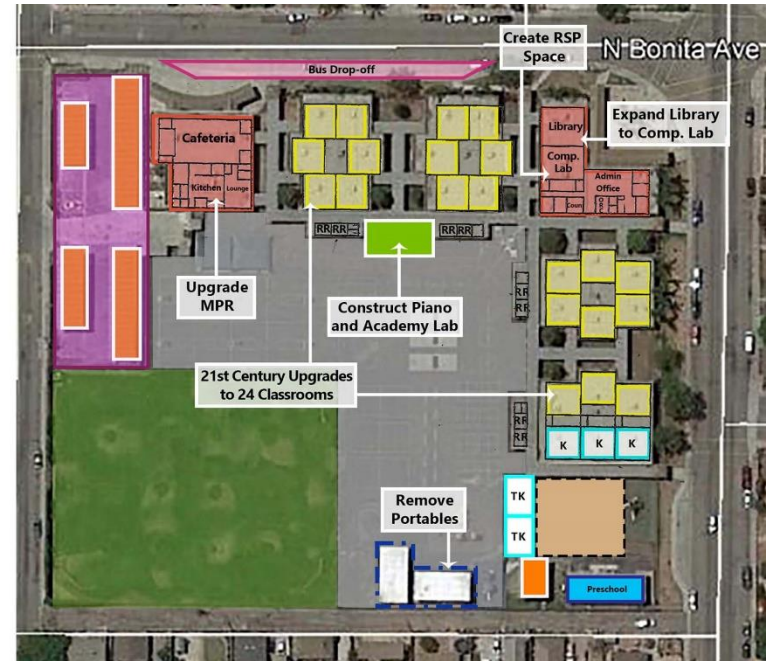 Create RSP
Space
N Bonita Ave
Bus Drop-off
Expand Library
to Comp. Lab
Library
Cafeteria
Comp.
Lab
Admin
Office
Kitchen
Lounge
Coun
RR
RR
RR
RR
Upgrade
MPR
Construct Piano
and Academy Lab
RR
RR
21st Century Upgrades
to 24 Classrooms
RR
RR
K
K
K
Remove
Portables
TK
TK
Preschool